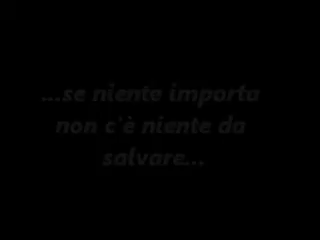 ...se niente importa
non c'è niente da
salvare...